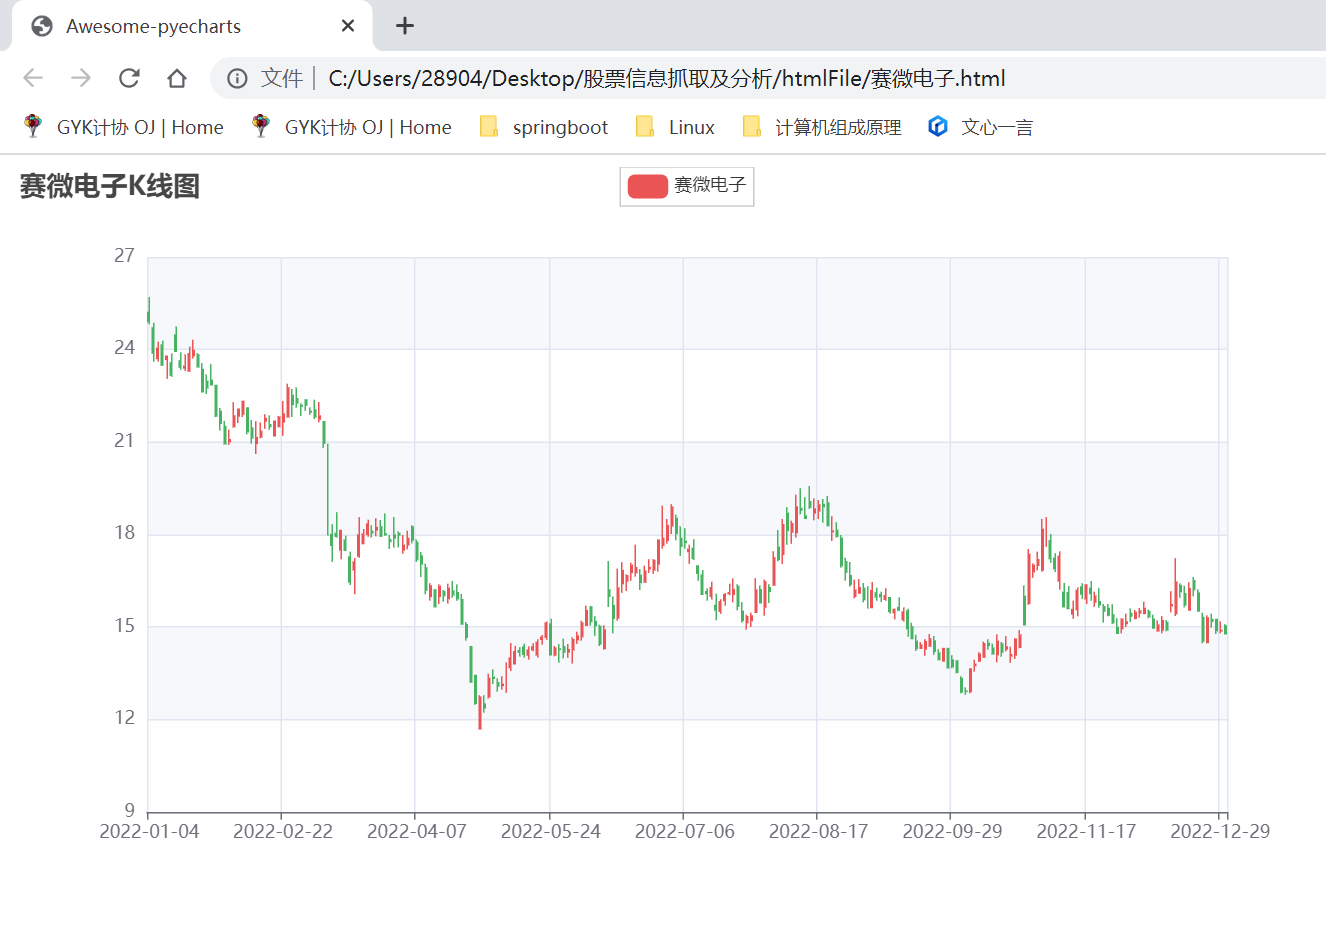 Awesome-pyecharts
文件 | C:/Users/28904/Desktop/股票信息抓取及分析/htmlFile/赛微电子.html
GYK计协 OJ | Home GYK计协 OJ | Home springboot Linux 计算机组成原理 文心一言
赛微电子K线图
赛微电子
27
24
21
18
15
12
9
2022-01-04 2022-02-22 2022-04-07 2022-05-24 2022-07-06 2022-08-17 2022-09-29 2022-11-17 2022-12-29